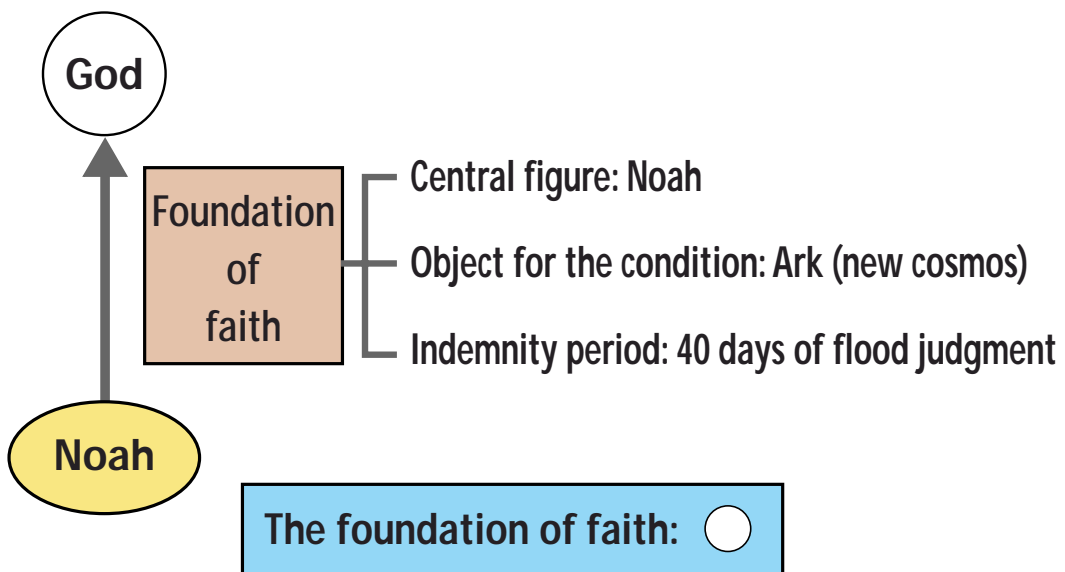 God
Foundation
of
faith
Central figure: Noah
Object for the condition: Ark (new cosmos)
Indemnity period: 40 days of flood judgment
Noah
The foundation of faith: